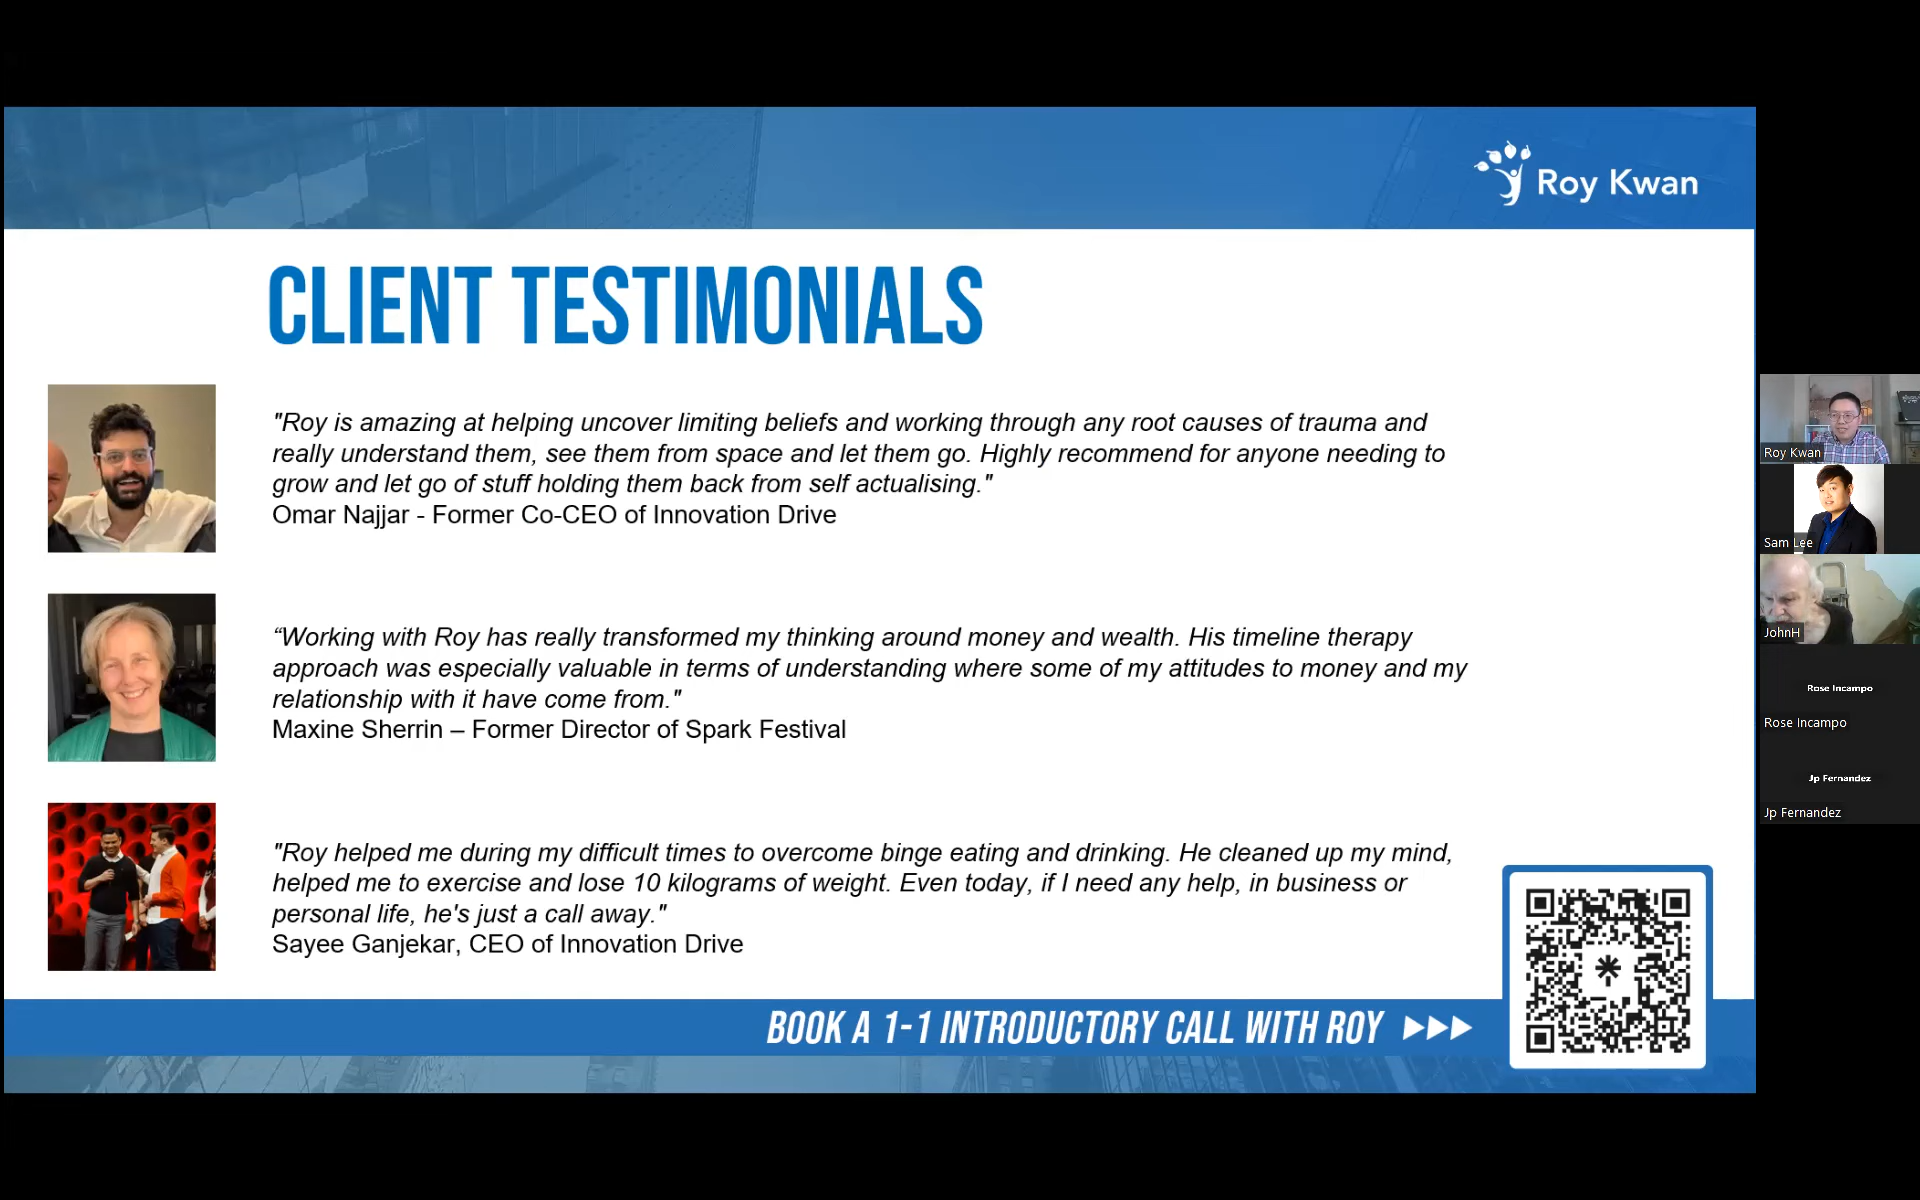 Roy Kwan
CLIENT TESTIMONIALS
"Roy is amazing at helping uncover limiting beliefs and working through any root causes of trauma and
really understand them, see them from space and let them go. Highly recommend for anyone needing to
grow and let go of stuff holding them back from self actualising."
Omar Najjar - Former Co-CEO of Innovation Drive
“Working with Roy has really transformed my thinking around money and wealth. His timeline therapy
approach was especially valuable in terms of understanding where some of my attitudes to money and my
relationship with it have come from."
Maxine Sherrin – Former Director of Spark Festival
"Roy helped me during my difficult times to overcome binge eating and drinking. He cleaned up my mind,
helped me to exercise and lose 10 kilograms of weight. Even today, if I need any help, in business or
personal life, he's just a call away."
Sayee Ganjekar, CEO of Innovation Drive
BOOK A 1-1 INTRODUCTORY CALL WITH ROY
Roy Kwan
Sam Lee
JohnH
Rose Incampo
Rose Incampo
Jp Fernandez
Jp Fernandez